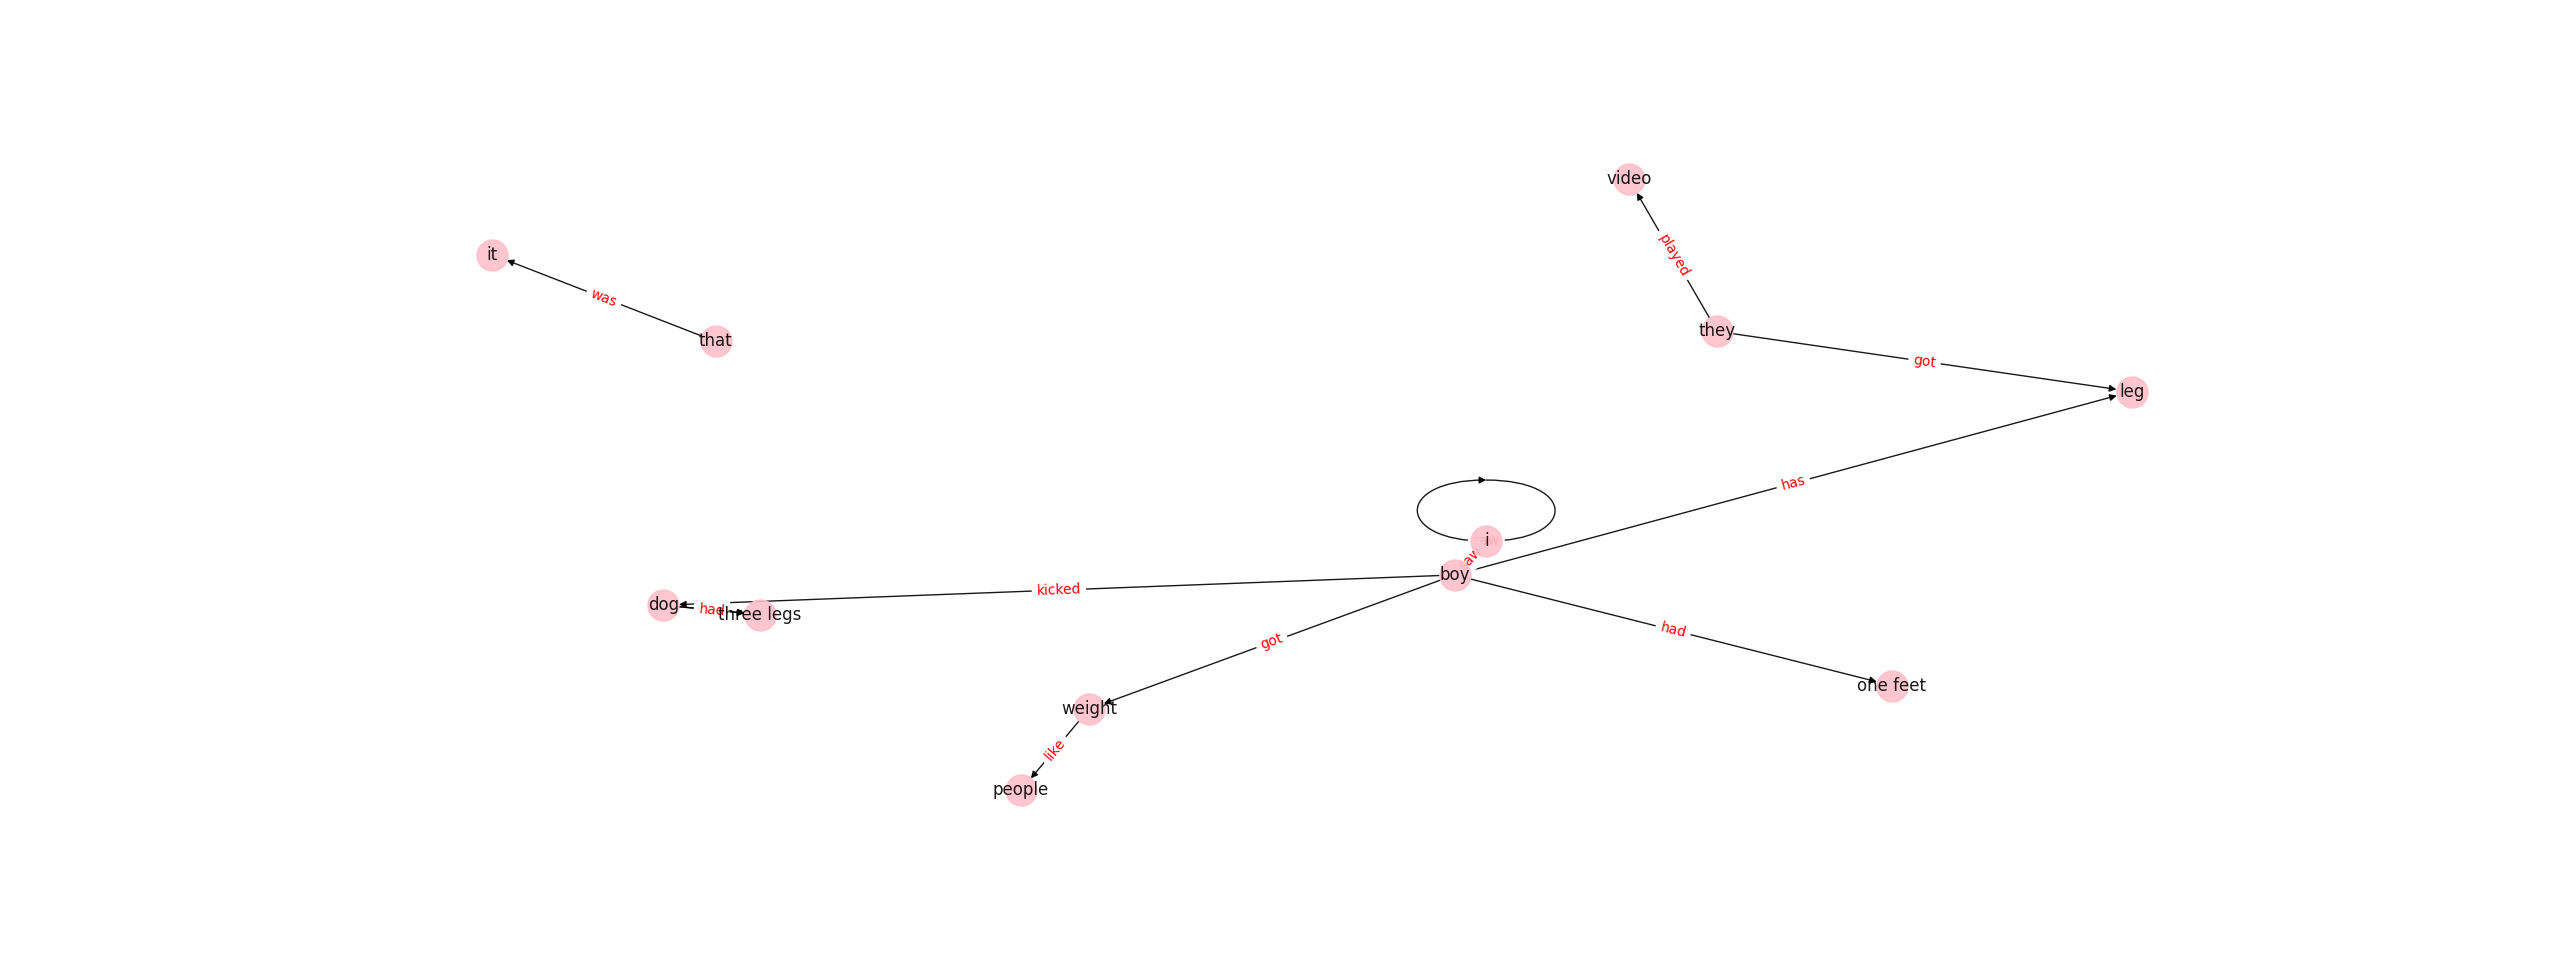 video
played
it
was
that
they
got
leg
has
i
boy
kicked
dog
had
three legs
had
got
one feet
weight
like
people